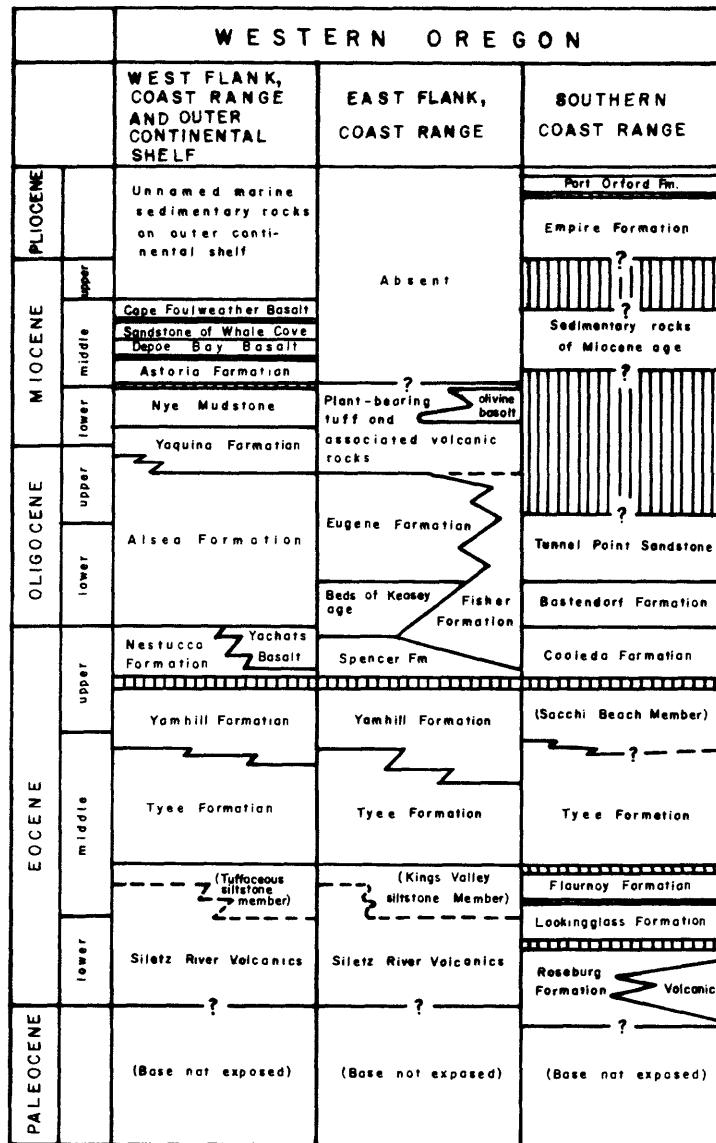 WESTERN OREGON
WEST FLANK,
COAST RANGE
AND OUTER
CONTINENTAL
SHELF
EAST FLANK,
COAST RANGE
SOUTHERN
COAST RANGE
PLIOCENE
MIOCENE
upper
middle
lower
OLIGOCENE
upper
lower
EOCENE
upper
middle
lower
PALEOCENE
Unnamed marine
sedimentary rocks
on outer conti-
nental shelf
Cape Foulweather Basalt
Sandstone of Whale Cove
Depoe Bay Basalt
Astoria Formation
Nye Mudstone
Yaquina Formation
Alsea Formation
Nestucca
Formation
Yachats
Basalt
Yamhill Formation
Tyee Formation
(Tuffaceous
siltstone
member)
Siletz River Volcanics
?
(Base not exposed)
Absent
?
Plant-bearing
tuff and
associated volcanic
rocks
olivine
basalt
Eugene Formation
Beds of Keasey
age
Fisher
Formation
Spencer Fm
Yamhill Formation
Tyee Formation
(Kings Valley
siltstone Member)
Siletz River Volcanics
?
(Base not exposed)
Port Orford Fm.
Empire Formation
?
?
Sedimentary rocks
of Miocene age
?
?
Tunnel Point Sandstone
Bastendorf Formation
Cooleda Formation
(Sacchi Beach Member)
?
Tyee Formation
Flournoy Formation
Lookingglass Formation
Roseburg
Formation
Volcanic
?
(Base not exposed)